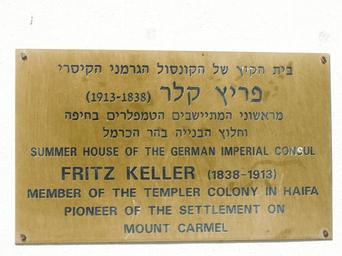 בית הקיץ של הקונסול הגרמני הקיסרי
פריץ קלר (1913-1838)
מראשוני המתיישבים הטמפלרים בחיפה
וחלוץ הבנייה בהר הכרמל
SUMMER HOUSE OF THE GERMAN IMPERIAL CONSUL
FRITZ KELLER (1838-1913)
MEMBER OF THE TEMPLER COLONY IN HAIFA
PIONEER OF THE SETTLEMENT ON
MOUNT CARMEL